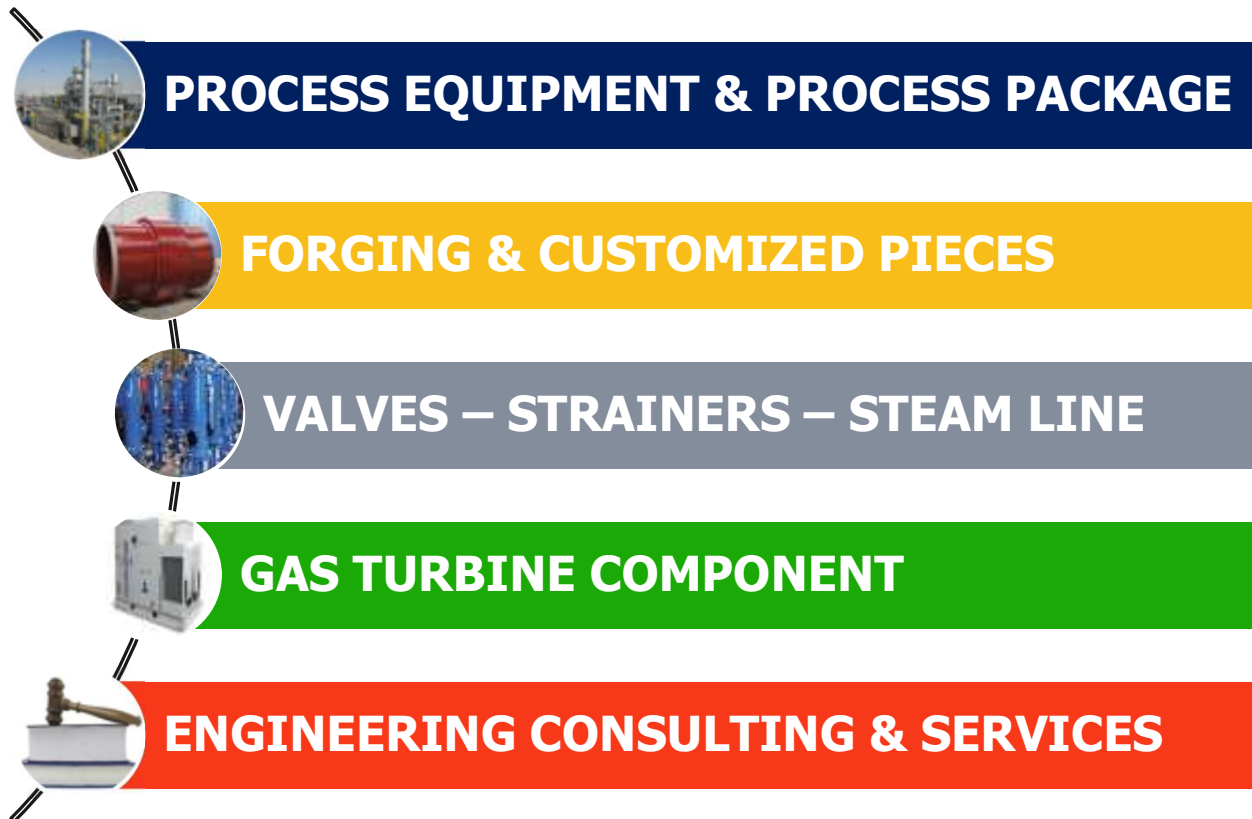 PROCESS EQUIPMENT & PROCESS PACKAGE
FORGING & CUSTOMIZED PIECES
VALVES – STRAINERS – STEAM LINE
GAS TURBINE COMPONENT
ENGINEERING CONSULTING & SERVICES